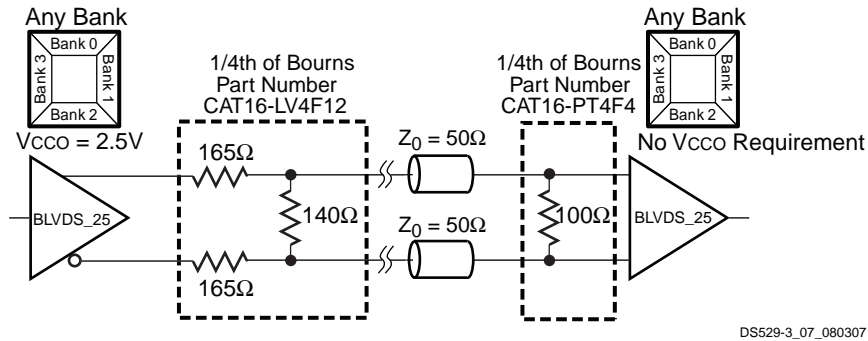 Any Bank
Bank 0
Bank 3
Bank 1
Bank 2
VCCO = 2.5V
1/4th of Bourns
Part Number
CAT16-LV4F12
165Ω
140Ω
165Ω
BLVDS_25
Z0 = 50Ω
Z0 = 50Ω
1/4th of Bourns
Part Number
CAT16-PT4F4
100Ω
Any Bank
Bank 0
Bank 3
Bank 1
Bank 2
No VCCO Requirement
BLVDS_25
DS529-3_07_080307